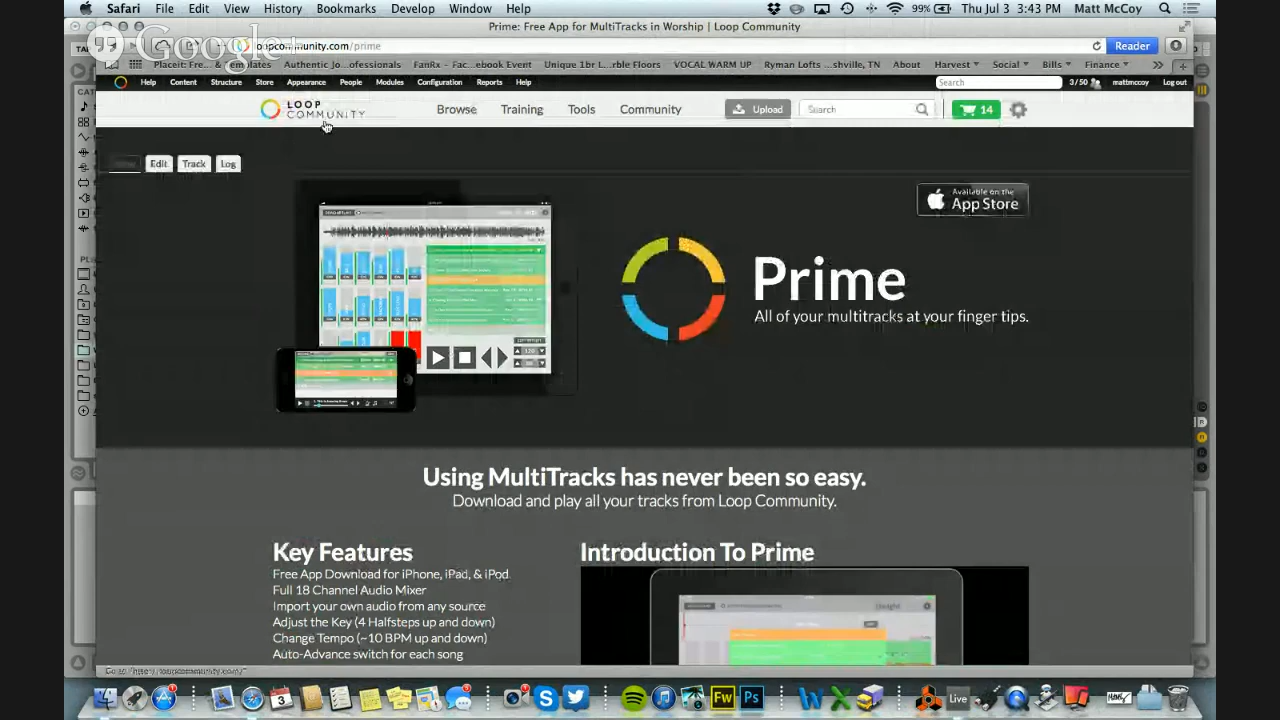 Safari File Edit View History Bookmarks Develop Window Help 99% Thu Jul 3 3:43 PM Matt McCoy
Prime: Free App for MultiTracks in Worship | Loop Community
Google+
loopcommunity.com/prime Reader
Placeit: Fre... & Templates Authentic Jo...ofessionals FanRx - Fac...ebook Event Unique 1br L...rble Floors VOCAL WARM UP Ryman Lofts ...shville, TN About Harvest Social Bills Finance
Help Content Structure Store Appearance People Modules Configuration Reports Help Search 3 / 50 mattmccoy Log out
LOOP COMMUNITY Browse Training Tools Community Upload Search 14
Edit Track Log
Available on the
App Store
Prime
All of your multitracks at your finger tips.
Using MultiTracks has never been so easy.
Download and play all your tracks from Loop Community.
Key Features
Free App Download for iPhone, iPad, & iPod
Full 18 Channel Audio Mixer
Import your own audio from any source
Adjust the Key (4 Halfsteps up and down)
Change Tempo (~10 BPM up and down)
Auto-Advance switch for each song
Introduction To Prime
Live